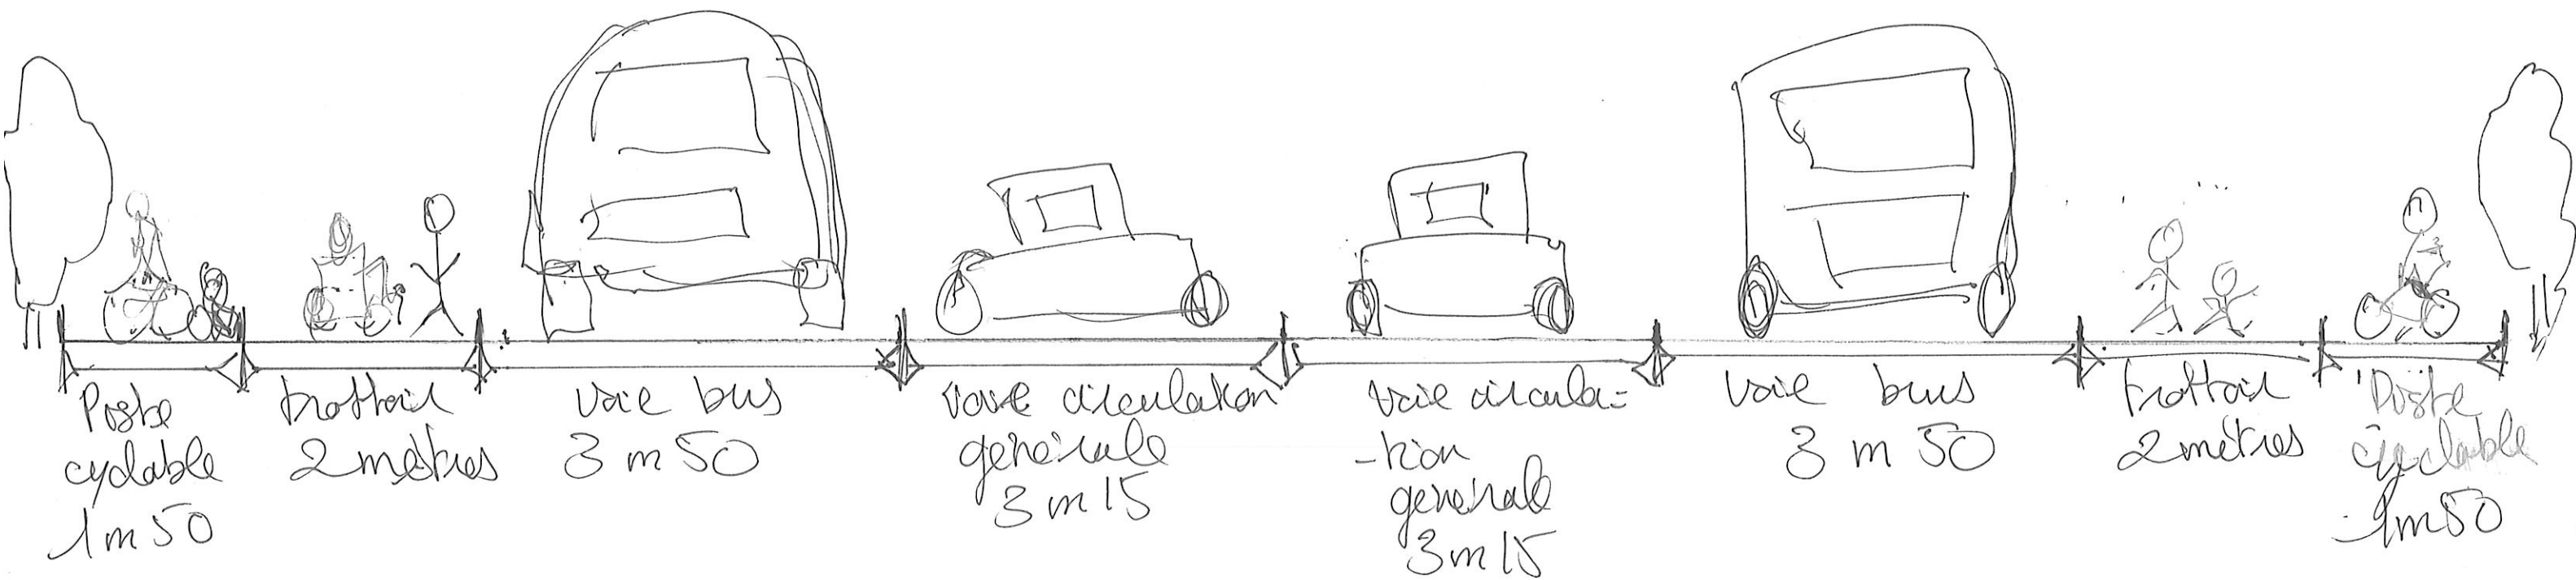 Piste
cyclable
1m50
trottoir
2 mètres
voie bus
3 m 50
voie circulation
générale
3 m 15
voie circula-
-tion
générale
3 m 15
voie bus
3 m 50
trottoir
2 mètres
Piste
cyclable
1m50